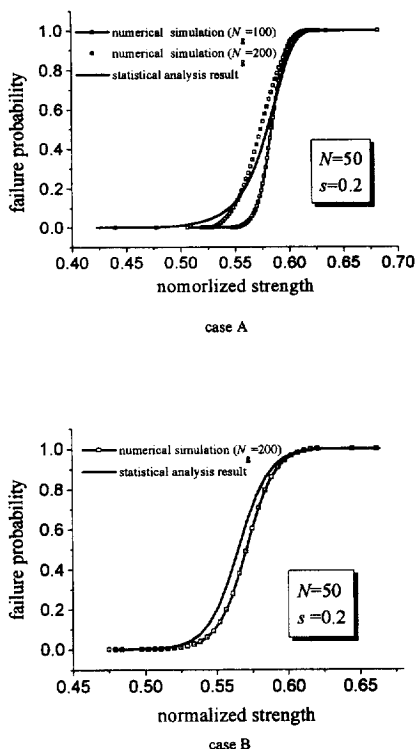 numerical simulation (Ng=100)
numerical simulation (Ng=200)
statistical analysis result
1.0
0.8
0.6
0.4
0.2
0.0
failure probability
N=50
s=0.2
0.40 0.45 0.50 0.55 0.60 0.65 0.70
nomorlized strength
case A
numerical simulation (Ng=200)
statistical analysis result
1.0
0.8
0.6
0.4
0.2
0.0
failure probability
N=50
s =0.2
0.45 0.50 0.55 0.60 0.65
normalized strength
case B